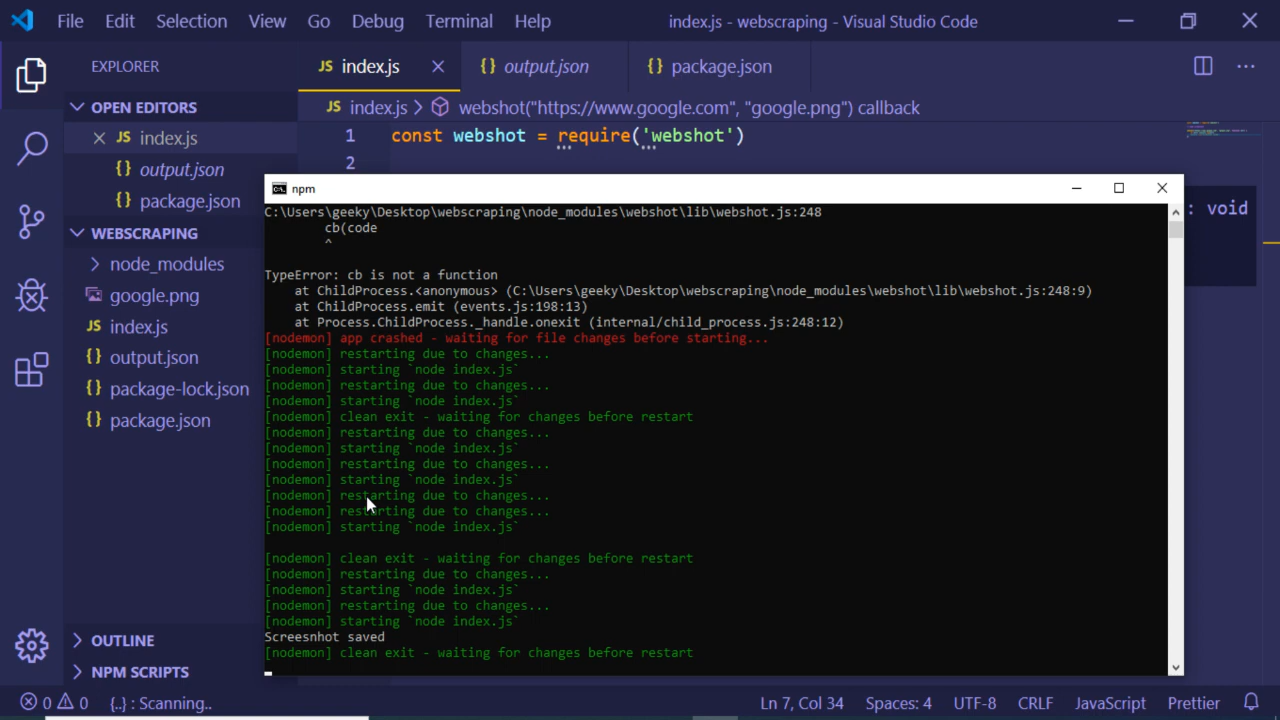 File Edit Selection View Go Debug Terminal Help index.js - webscraping - Visual Studio Code
EXPLORER
JS index.js {} output.json {} package.json
OPEN EDITORS
JS index.js
{} output.json
{} package.json
WEBSCRAPING
node_modules
google.png
JS index.js
{} output.json
{} package-lock.json
{} package.json
OUTLINE
NPM SCRIPTS
JS index.js > webshot("https://www.google.com", "google.png") callback
1 const webshot = require('webshot')
2
: void
npm
C:\Users\geeky\Desktop\webscraping\node_modules\webshot\lib\webshot.js:248
cb(code
^
TypeError: cb is not a function
at ChildProcess.<anonymous> (C:\Users\geeky\Desktop\webscraping\node_modules\webshot\lib\webshot.js:248:9)
at ChildProcess.emit (events.js:198:13)
at Process.ChildProcess._handle.onexit (internal/child_process.js:248:12)
[nodemon] app crashed - waiting for file changes before starting...
[nodemon] restarting due to changes...
[nodemon] starting `node index.js`
[nodemon] restarting due to changes...
[nodemon] starting `node index.js`
[nodemon] clean exit - waiting for changes before restart
[nodemon] restarting due to changes...
[nodemon] starting `node index.js`
[nodemon] restarting due to changes...
[nodemon] starting `node index.js`
[nodemon] restarting due to changes...
[nodemon] restarting due to changes...
[nodemon] starting `node index.js`
[nodemon] clean exit - waiting for changes before restart
[nodemon] restarting due to changes...
[nodemon] starting `node index.js`
[nodemon] restarting due to changes...
[nodemon] starting `node index.js`
Screesnhot saved
[nodemon] clean exit - waiting for changes before restart
0 0 {..} : Scanning.. Ln 7, Col 34 Spaces: 4 UTF-8 CRLF JavaScript Prettier